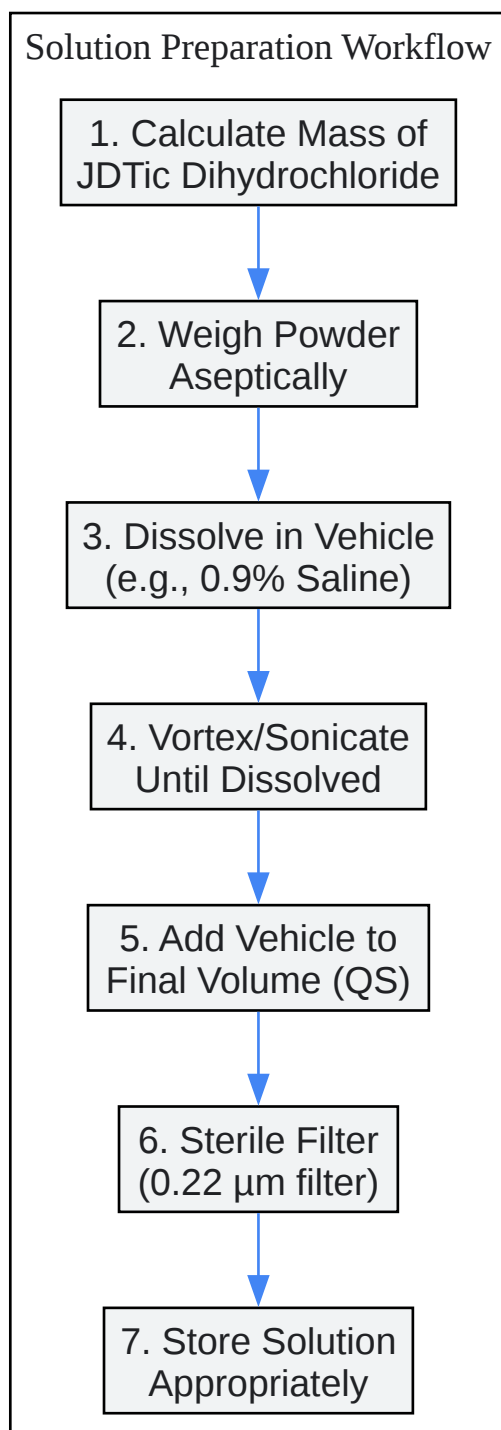 Solution Preparation Workflow
1. Calculate Mass of
JDTic Dihydrochloride
2. Weigh Powder
Aseptically
3. Dissolve in Vehicle
(e.g., 0.9% Saline)
4. Vortex/Sonicate
Until Dissolved
5. Add Vehicle to
Final Volume (QS)
6. Sterile Filter
(0.22 µm filter)
7. Store Solution
Appropriately